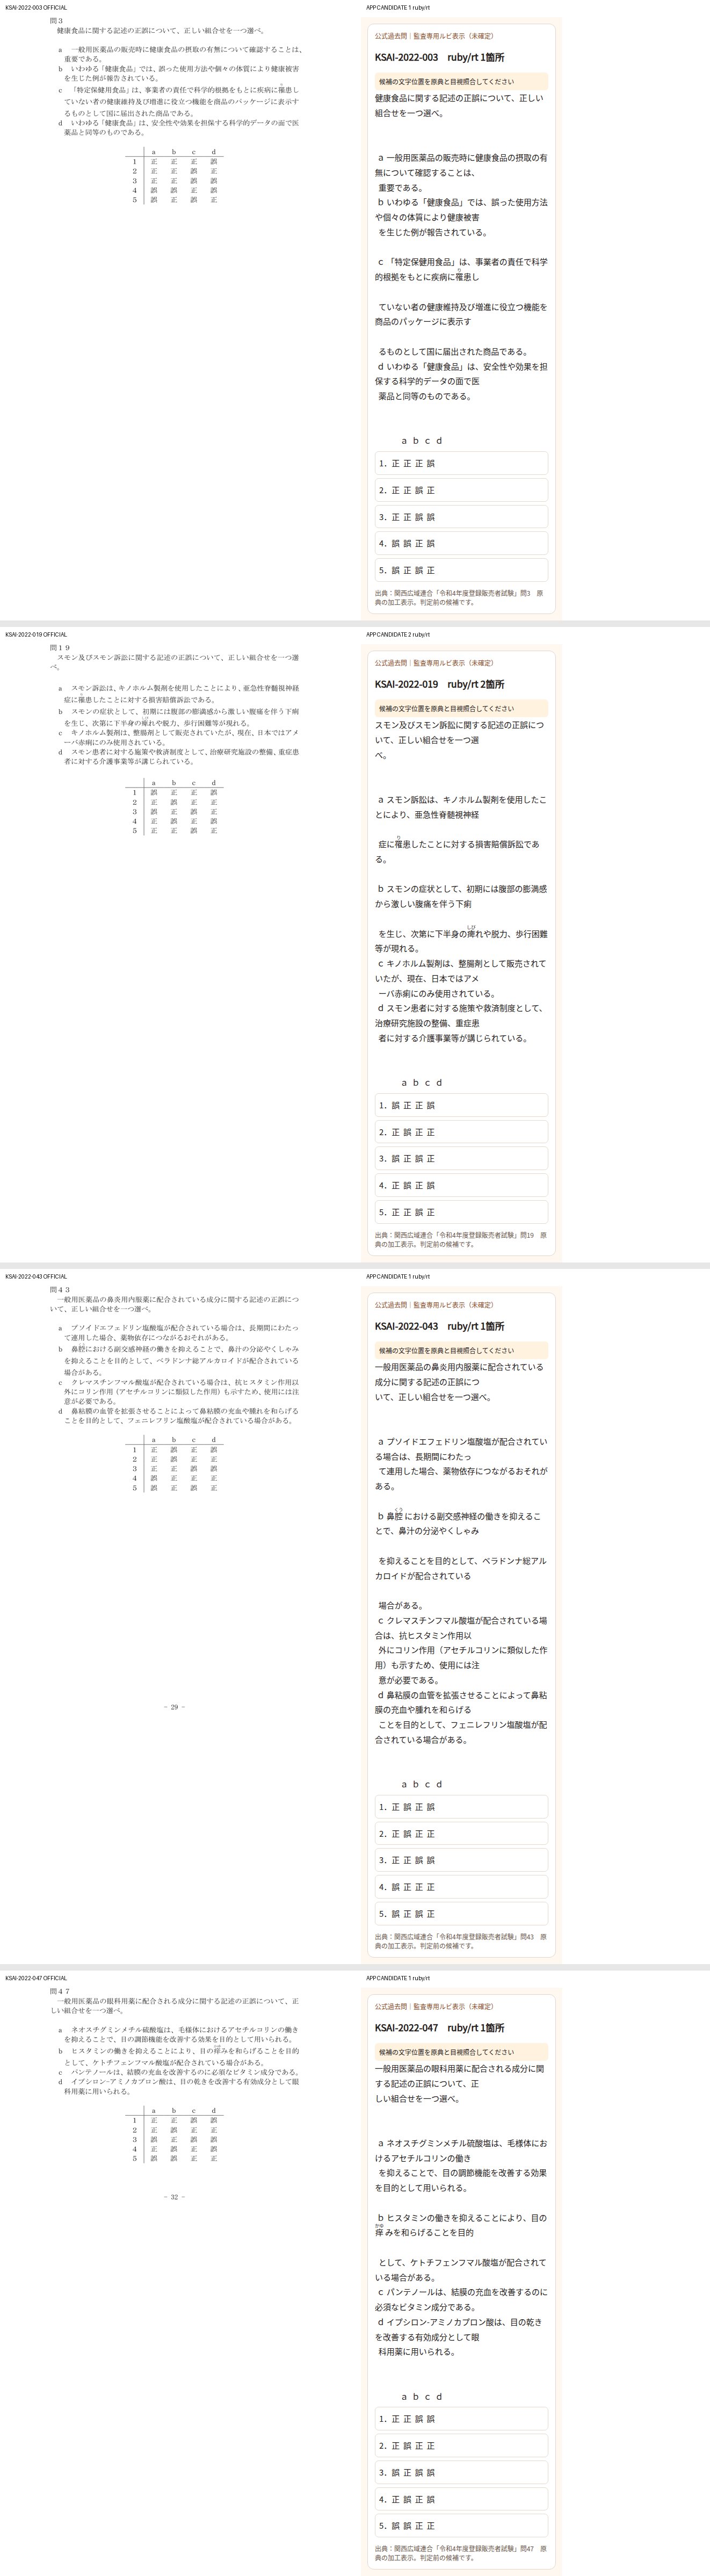 KSAI-2022-003 OFFICIAL
問３
健康食品に関する記述の正誤について、正しい組合せを一つ選べ。
a 一般用医薬品の販売時に健康食品の摂取の有無について確認することは、
重要である。
b いわゆる「健康食品」では、誤った使用方法や個々の体質により健康被害
を生じた例が報告されている。
c 「特定保健用食品」は、事業者の責任で科学的根拠をもとに疾病に罹患し
ていない者の健康維持及び増進に役立つ機能を商品のパッケージに表示す
るものとして国に届出された商品である。
d いわゆる「健康食品」は、安全性や効果を担保する科学的データの面で医
薬品と同等のものである。
a b c d
1 正 正 正 誤
2 正 正 誤 正
3 正 正 誤 誤
4 誤 誤 正 誤
5 誤 正 誤 正
APP CANDIDATE 1 ruby/rt
公式過去問｜監査専用ルビ表示（未確定）
KSAI-2022-003 ruby/rt 1箇所
候補の文字位置を原典と目視照合してください
健康食品に関する記述の正誤について、正しい
組合せを一つ選べ。
a 一般用医薬品の販売時に健康食品の摂取の有
無について確認することは、
重要である。
b いわゆる「健康食品」では、誤った使用方法
や個々の体質により健康被害
を生じた例が報告されている。
c 「特定保健用食品」は、事業者の責任で科学
り
的根拠をもとに疾病に罹患し
ていない者の健康維持及び増進に役立つ機能を
商品のパッケージに表示す
るものとして国に届出された商品である。
d いわゆる「健康食品」は、安全性や効果を担
保する科学的データの面で医
薬品と同等のものである。
a b c d
1．正 正 正 誤
2．正 正 誤 正
3．正 正 誤 誤
4．誤 誤 正 誤
5．誤 正 誤 正
出典：関西広域連合「令和4年度登録販売者試験」問3 原
典の加工表示。判定前の候補です。
KSAI-2022-019 OFFICIAL
問１９
スモン及びスモン訴訟に関する記述の正誤について、正しい組合せを一つ選
べ。
a スモン訴訟は、キノホルム製剤を使用したことにより、亜急性脊髄視神経
症に罹患したことに対する損害賠償訴訟である。
b スモンの症状として、初期には腹部の膨満感から激しい腹痛を伴う下痢
しび
を生じ、次第に下半身の痺れや脱力、歩行困難等が現れる。
c キノホルム製剤は、整腸剤として販売されていたが、現在、日本ではアメ
ーバ赤痢にのみ使用されている。
d スモン患者に対する施策や救済制度として、治療研究施設の整備、重症患
者に対する介護事業等が講じられている。
a b c d
1 誤 正 正 誤
2 正 誤 正 正
3 誤 誤 誤 正
4 正 正 誤 誤
5 正 正 誤 正
APP CANDIDATE 2 ruby/rt
公式過去問｜監査専用ルビ表示（未確定）
KSAI-2022-019 ruby/rt 2箇所
候補の文字位置を原典と目視照合してください
スモン及びスモン訴訟に関する記述の正誤につ
いて、正しい組合せを一つ選
べ。
a スモン訴訟は、キノホルム製剤を使用したこ
とにより、亜急性脊髄視神経
り
症に罹患したことに対する損害賠償訴訟であ
る。
b スモンの症状として、初期には腹部の膨満感
から激しい腹痛を伴う下痢
しび
を生じ、次第に下半身の痺れや脱力、歩行困難
等が現れる。
c キノホルム製剤は、整腸剤として販売されて
いたが、現在、日本ではアメ
ーバ赤痢にのみ使用されている。
d スモン患者に対する施策や救済制度として、
治療研究施設の整備、重症患
者に対する介護事業等が講じられている。
a b c d
1．誤 正 正 誤
2．正 誤 正 正
3．誤 誤 誤 正
4．正 正 誤 誤
5．正 正 誤 正
出典：関西広域連合「令和4年度登録販売者試験」問19 原
典の加工表示。判定前の候補です。
KSAI-2022-043 OFFICIAL
問４３
一般用医薬品の鼻炎用内服薬に配合されている成分に関する記述の正誤につ
いて、正しい組合せを一つ選べ。
a プソイドエフェドリン塩酸塩が配合されている場合は、長期間にわたっ
て連用した場合、薬物依存につながるおそれがある。
b 鼻腔における副交感神経の働きを抑えることで、鼻汁の分泌やくしゃみ
を抑えることを目的として、ベラドンナ総アルカロイドが配合されている
場合がある。
c クレマスチンフマル酸塩が配合されている場合は、抗ヒスタミン作用以
外にコリン作用（アセチルコリンに類似した作用）も示すため、使用には注
意が必要である。
d 鼻粘膜の血管を拡張させることによって鼻粘膜の充血や腫れを和らげる
ことを目的として、フェニレフリン塩酸塩が配合されている場合がある。
a b c d
1 正 誤 正 誤
2 正 誤 正 正
3 正 正 誤 誤
4 誤 正 正 正
5 誤 正 誤 正
－ 29 －
APP CANDIDATE 1 ruby/rt
公式過去問｜監査専用ルビ表示（未確定）
KSAI-2022-043 ruby/rt 1箇所
候補の文字位置を原典と目視照合してください
一般用医薬品の鼻炎用内服薬に配合されている
成分に関する記述の正誤につ
いて、正しい組合せを一つ選べ。
a プソイドエフェドリン塩酸塩が配合されてい
る場合は、長期間にわたっ
て連用した場合、薬物依存につながるおそれが
ある。
くう
b 鼻腔 における副交感神経の働きを抑えるこ
とで、鼻汁の分泌やくしゃみ
を抑えることを目的として、ベラドンナ総アル
カロイドが配合されている
場合がある。
c クレマスチンフマル酸塩が配合されている場
合は、抗ヒスタミン作用以
外にコリン作用（アセチルコリンに類似した作
用）も示すため、使用には注
意が必要である。
d 鼻粘膜の血管を拡張させることによって鼻粘
膜の充血や腫れを和らげる
ことを目的として、フェニレフリン塩酸塩が配
合されている場合がある。
a b c d
1．正 誤 正 誤
2．正 誤 正 正
3．正 正 誤 誤
4．誤 正 正 正
5．誤 正 誤 正
出典：関西広域連合「令和4年度登録販売者試験」問43 原
典の加工表示。判定前の候補です。
KSAI-2022-047 OFFICIAL
問４７
一般用医薬品の眼科用薬に配合される成分に関する記述の正誤について、正
しい組合せを一つ選べ。
a ネオスチグミンメチル硫酸塩は、毛様体におけるアセチルコリンの働き
を抑えることで、目の調節機能を改善する効果を目的として用いられる。
b ヒスタミンの働きを抑えることにより、目の痒みを和らげることを目的
として、ケトチフェンフマル酸塩が配合されている場合がある。
c パンテノールは、結膜の充血を改善するのに必須なビタミン成分である。
d イプシロン-アミノカプロン酸は、目の乾きを改善する有効成分として眼
科用薬に用いられる。
a b c d
1 正 正 誤 誤
2 正 誤 正 正
3 誤 正 誤 誤
4 誤 正 正 誤
5 誤 誤 正 正
－ 32 －
APP CANDIDATE 1 ruby/rt
公式過去問｜監査専用ルビ表示（未確定）
KSAI-2022-047 ruby/rt 1箇所
候補の文字位置を原典と目視照合してください
一般用医薬品の眼科用薬に配合される成分に関
する記述の正誤について、正
しい組合せを一つ選べ。
a ネオスチグミンメチル硫酸塩は、毛様体にお
けるアセチルコリンの働き
を抑えることで、目の調節機能を改善する効果
を目的として用いられる。
b ヒスタミンの働きを抑えることにより、目の
かゆ
痒 みを和らげることを目的
として、ケトチフェンフマル酸塩が配合されて
いる場合がある。
c パンテノールは、結膜の充血を改善するのに
必須なビタミン成分である。
d イプシロン-アミノカプロン酸は、目の乾き
を改善する有効成分として眼
科用薬に用いられる。
a b c d
1．正 正 誤 誤
2．正 誤 正 正
3．誤 正 誤 誤
4．誤 正 正 誤
5．誤 誤 正 正
出典：関西広域連合「令和4年度登録販売者試験」問47 原
典の加工表示。判定前の候補です。